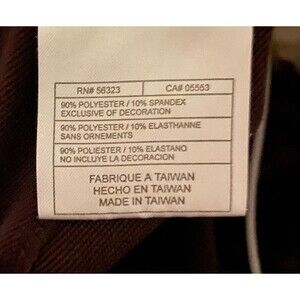 RN# 56323 CA# 05553
90% POLYESTER / 10% SPANDEX
EXCLUSIVE OF DECORATION
90% POLYESTER / 10% ELASTHANNE
SANS ORNEMENTS
90% POLIESTER / 10% ELASTANO
NO INCLUYE LA DECORACION
FABRIQUE A TAIWAN
HECHO EN TAIWAN
MADE IN TAIWAN